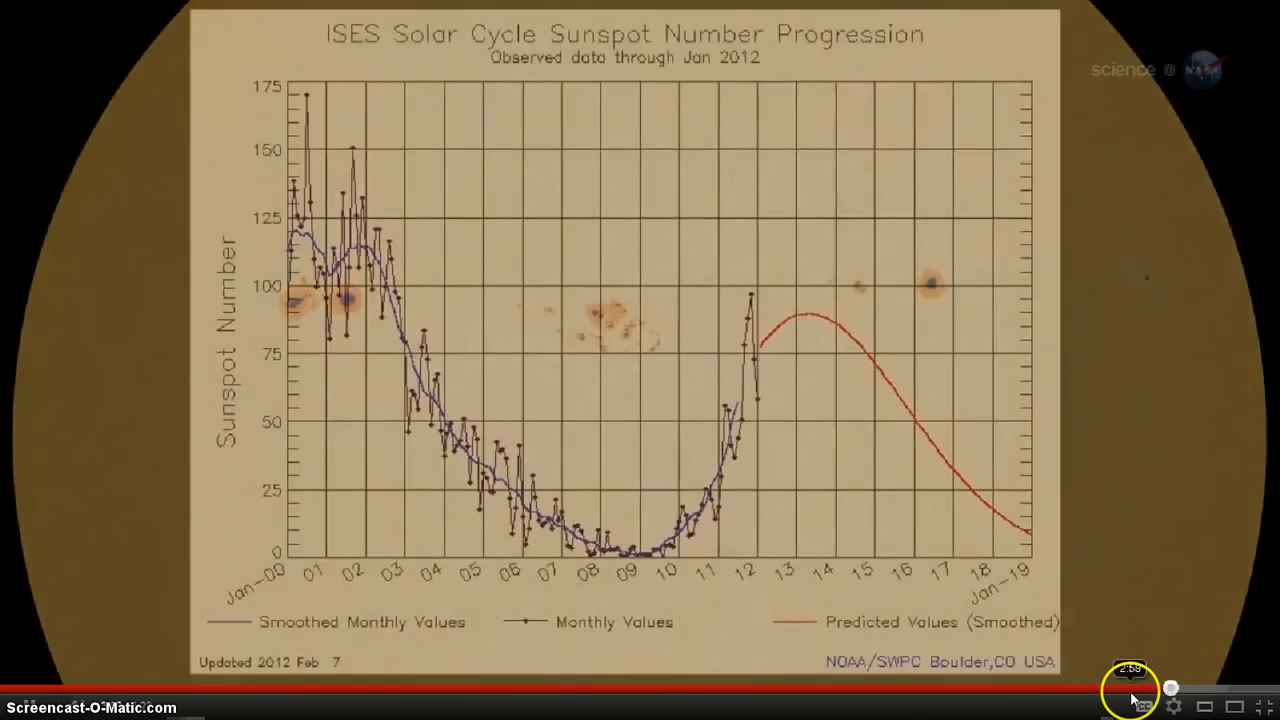 ISES Solar Cycle Sunspot Number Progression
Observed data through Jan 2012
science @ NASA
175
150
125
100
75
50
25
0
Sunspot Number
Jan-00 01 02 03 04 05 06 07 08 09 10 11 12 13 14 15 16 17 18 Jan-19
Smoothed Monthly Values Monthly Values Predicted Values (Smoothed)
Updated 2012 Feb 7 NOAA/SWPC Boulder,CO USA
2:59
CC
Screencast-O-Matic.com